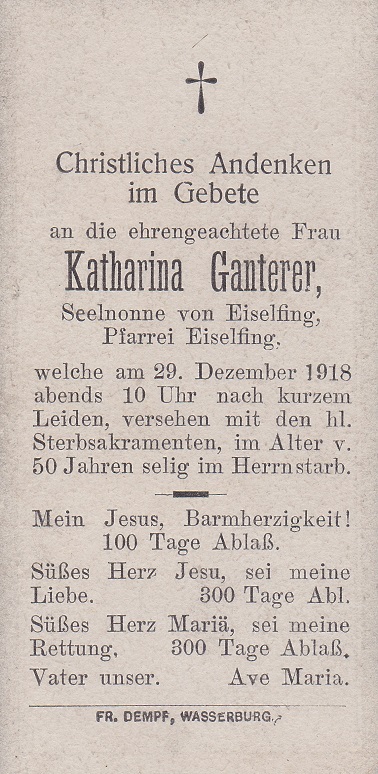 Christliches Andenken
im Gebete
an die ehrengeachtete Frau
Katharina Ganterer,
Seelnonne von Eiselfing,
Pfarrei Eiselfing,
welche am 29. Dezember 1918
abends 10 Uhr nach kurzem
Leiden, versehen mit den hl.
Sterbsakramenten, im Alter v.
50 Jahren selig im Herrn starb.
Mein Jesus, Barmherzigkeit!
100 Tage Ablaß.
Süßes Herz Jesu, sei meine
Liebe. 300 Tage Abl.
Süßes Herz Mariä, sei meine
Rettung, 300 Tage Ablaß.
Vater unser. Ave Maria.
FR. DEMPF, WASSERBURG.